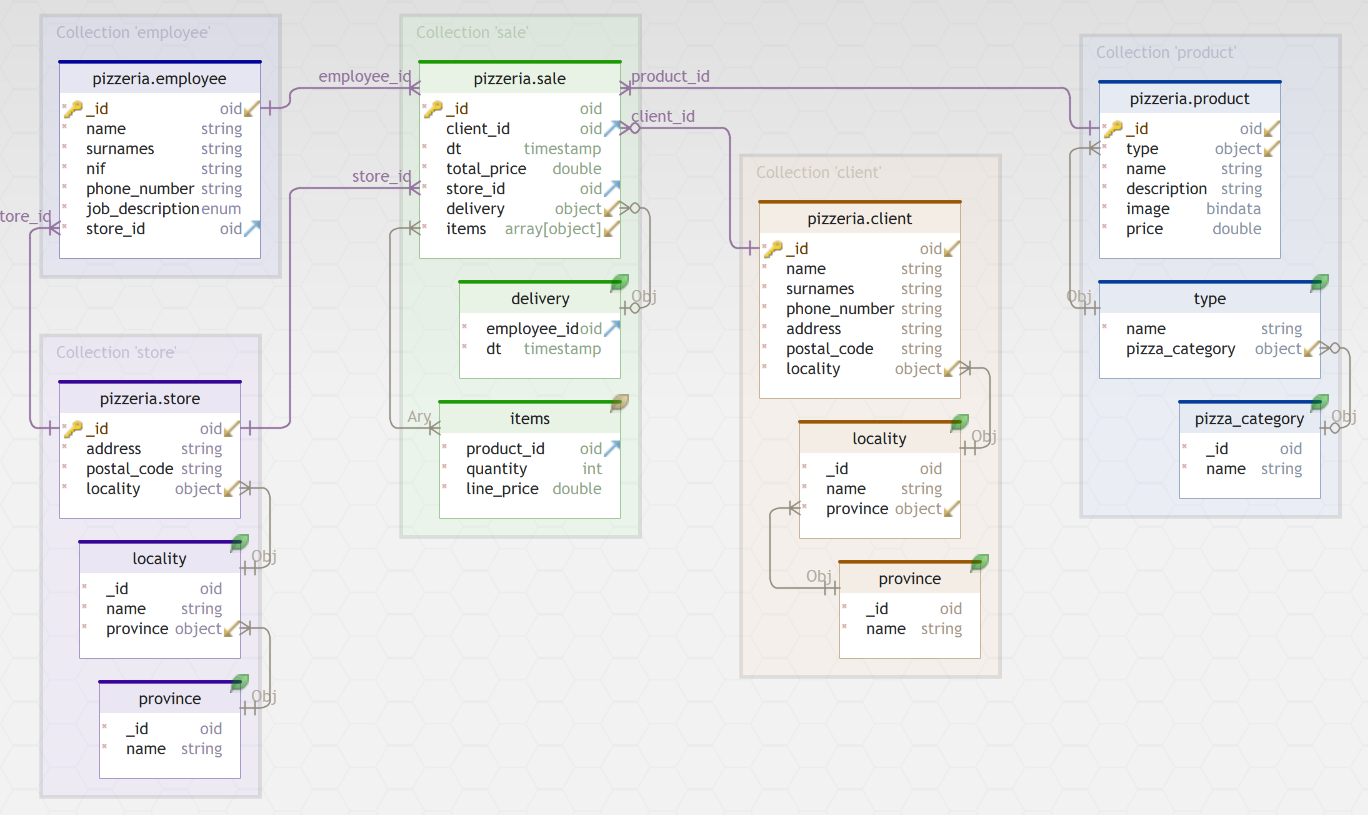 Collection 'employee'
pizzeria.employee
_id oid
name string
surnames string
nif string
phone_number string
job_description enum
store_id oid
tore_id
employee_id
store_id
Collection 'store'
pizzeria.store
_id oid
address string
postal_code string
locality object
Obj
locality
_id oid
name string
province object
Obj
province
_id oid
name string
Collection 'sale'
pizzeria.sale
_id oid
client_id oid
dt timestamp
total_price double
store_id oid
delivery object
items array[object]
product_id
client_id
Obj
delivery
employee_id oid
dt timestamp
Ary
items
product_id oid
quantity int
line_price double
Collection 'client'
pizzeria.client
_id oid
name string
surnames string
phone_number string
address string
postal_code string
locality object
Obj
locality
_id oid
name string
province object
Obj
province
_id oid
name string
Collection 'product'
pizzeria.product
_id oid
type object
name string
description string
image bindata
price double
Obj
type
name string
pizza_category object
Obj
pizza_category
_id oid
name string